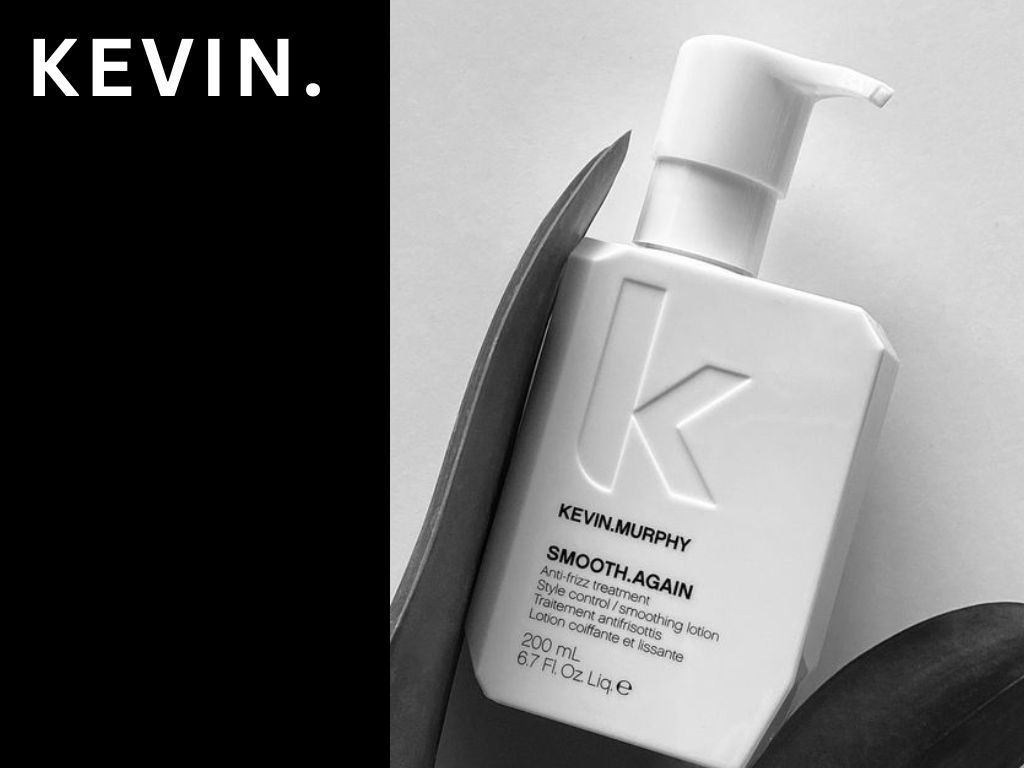 KEVIN.
K
KEVIN.MURPHY
SMOOTH.AGAIN
Anti-frizz treatment
Style control / smoothing lotion
Traitement antifrisottis
Lotion coiffante et lissante
200 mL
6.7 Fl. Oz. Liq. ℮